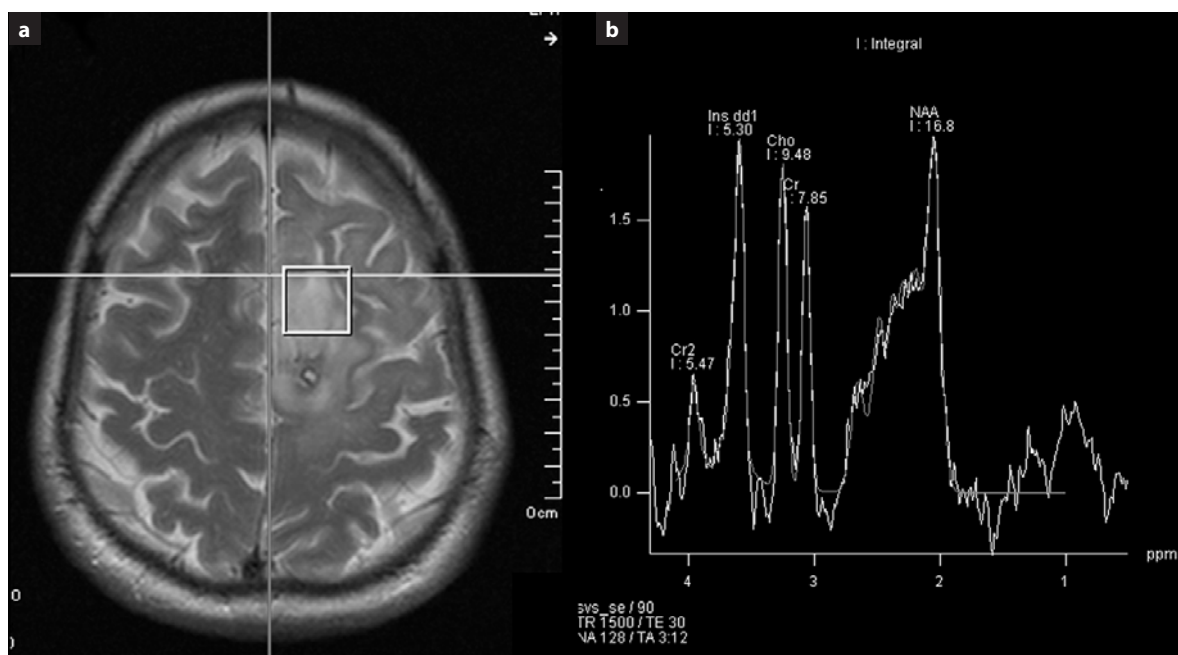 a
→
0cm
0
b
I : Integral
Ins dd1
I : 5.30
Cho
I : 9.48
Cr
: 7.85
NAA
I : 16.8
Cr2
I : 5.47
1.5
1.0
0.5
0.0
4
3
2
1
ppm
svs_se / 90
TR 1500 / TE 30
NA 128 / TA 3:12